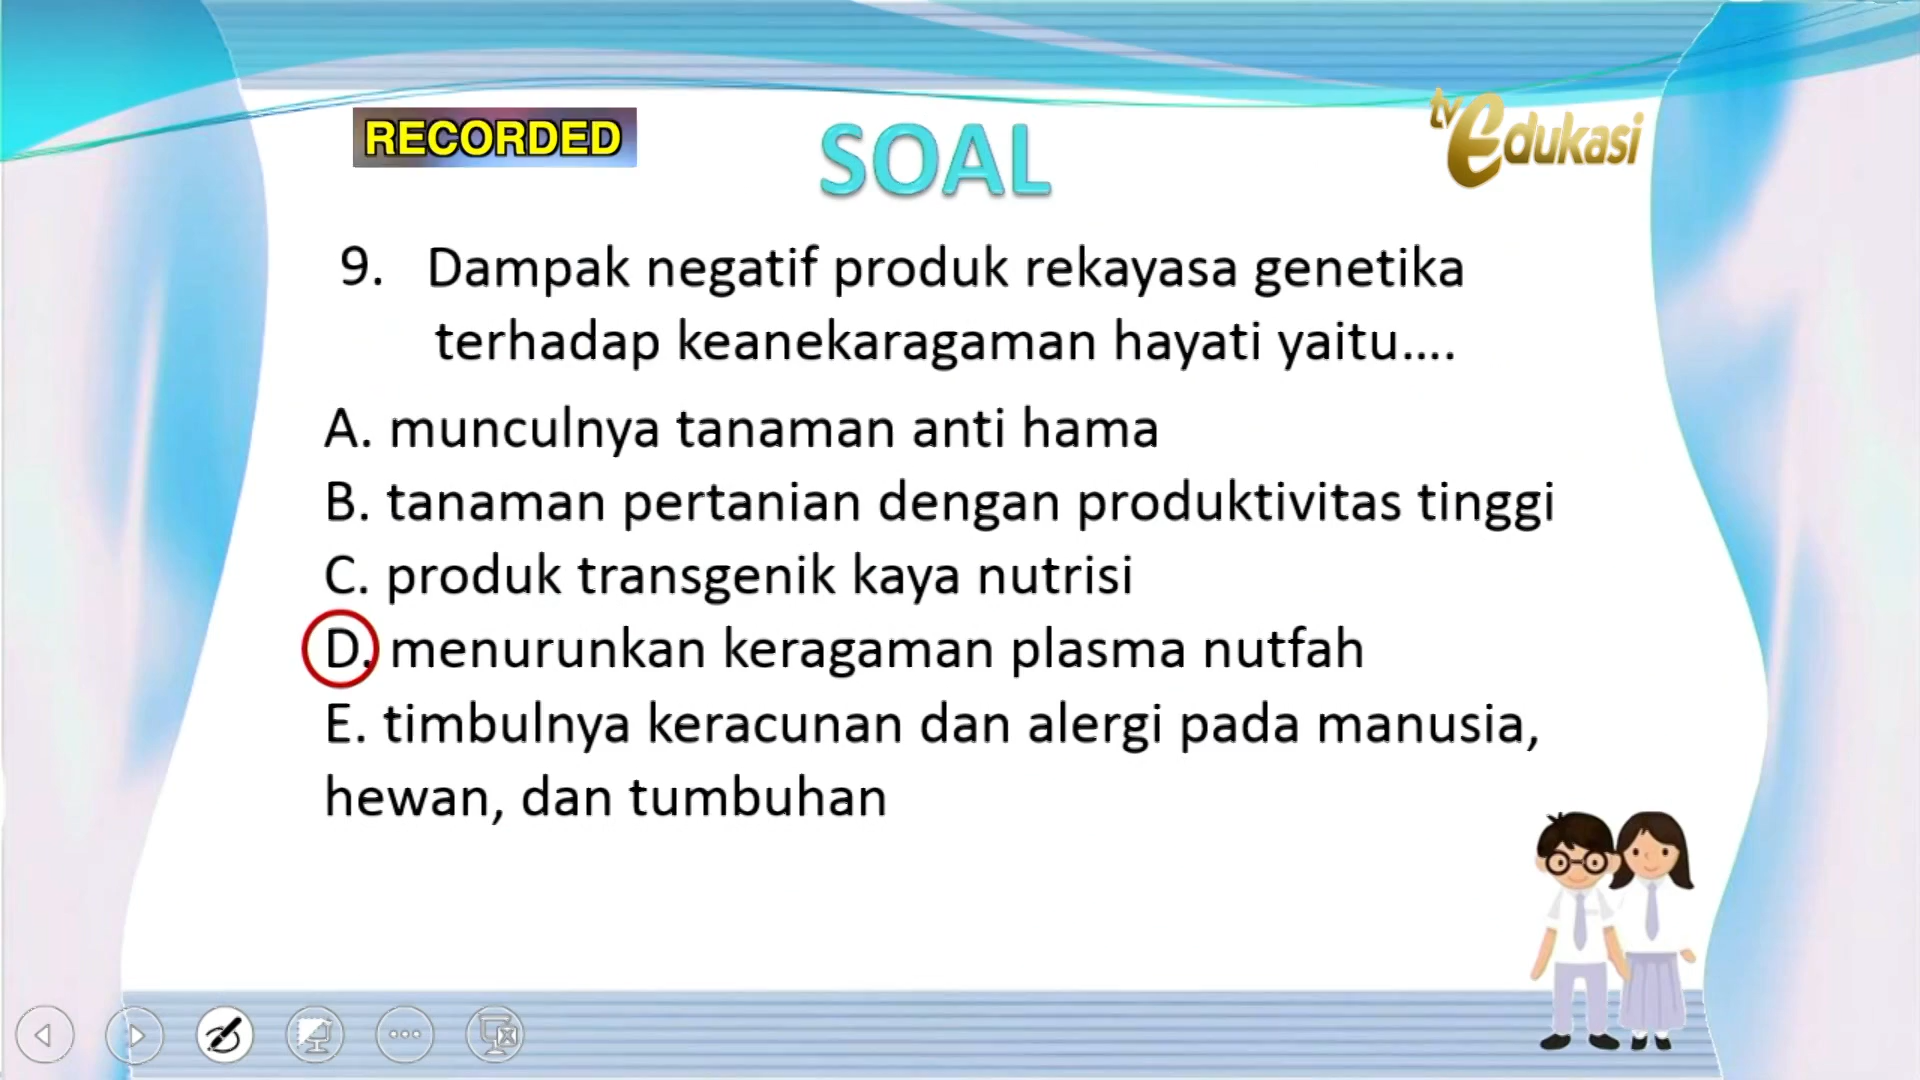 RECORDED
SOAL
tv Edukasi
9. Dampak negatif produk rekayasa genetika
terhadap keanekaragaman hayati yaitu....
A. munculnya tanaman anti hama
B. tanaman pertanian dengan produktivitas tinggi
C. produk transgenik kaya nutrisi
D. menurunkan keragaman plasma nutfah
E. timbulnya keracunan dan alergi pada manusia,
hewan, dan tumbuhan